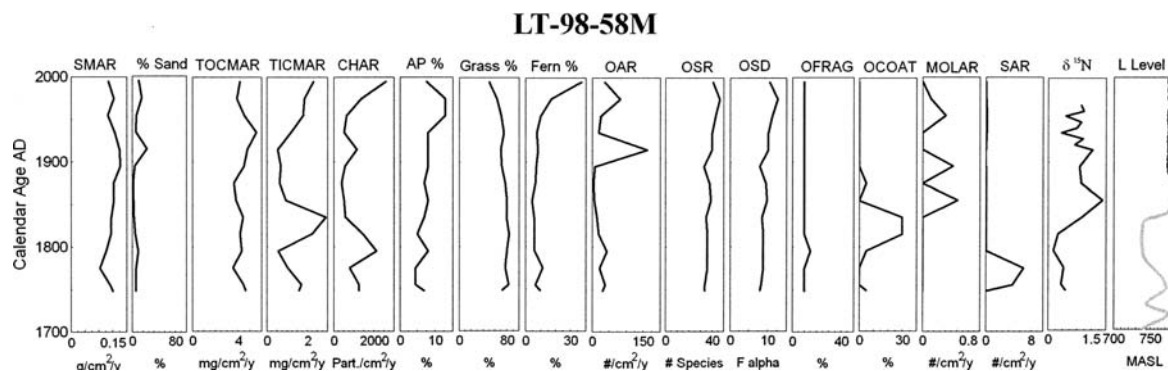 LT-98-58M
SMAR % Sand TOCMAR TICMAR CHAR AP % Grass % Fern % OAR OSR OSD OFRAG OCOAT MOLAR SAR δ ¹⁵N L Level
2000
1900
Calendar Age AD
1800
1700
0 0.15 0 80 4 0 2 0 2000 0 10 0 80 0 30 0 150 0 40 0 10 0 40 0 30 0 0.8 0 8 0 1.5 700 750
g/cm²/y % mg/cm²/y mg/cm²/y Part./cm²/y % % % #/cm²/y # Species F alpha % % #/cm²/y #/cm²/y MASL